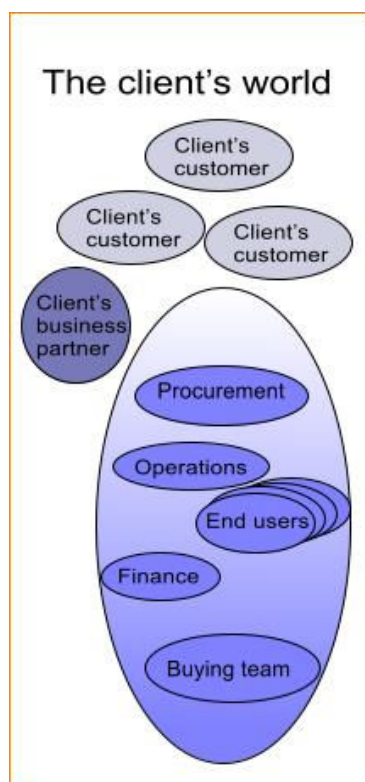 The client's world
Client's
customer
Client's
customer
Client's
customer
Client's
business
partner
Procurement
Operations
End users
Finance
Buying team